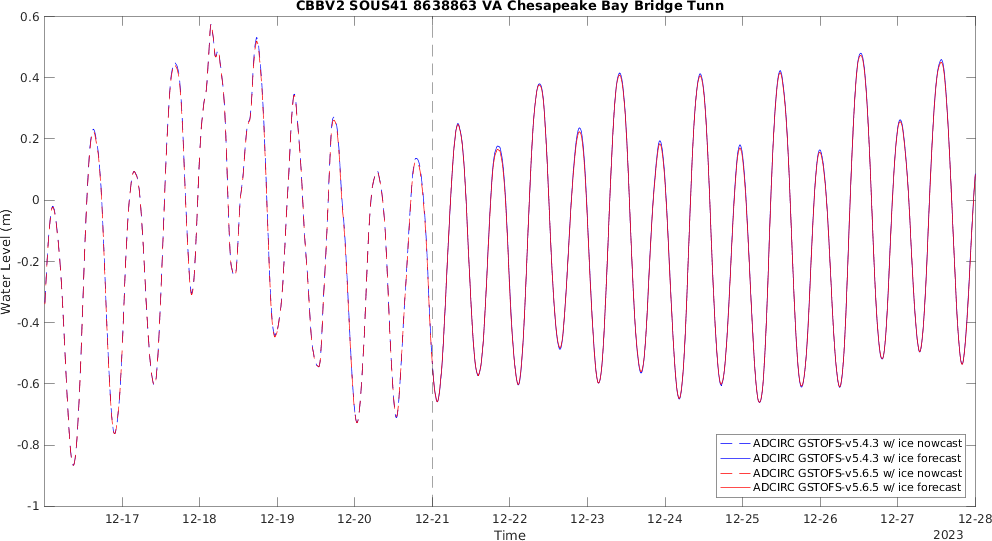 CBBV2 SOUS41 8638863 VA Chesapeake Bay Bridge Tunn
0.6
0.4
0.2
0
-0.2
-0.4
-0.6
-0.8
-1
Water Level (m)
12-17 12-18 12-19 12-20 12-21 12-22 12-23 12-24 12-25 12-26 12-27 12-28
Time
2023
ADCIRC GSTOFS-v5.4.3 w/ ice nowcast
ADCIRC GSTOFS-v5.4.3 w/ ice forecast
ADCIRC GSTOFS-v5.6.5 w/ ice nowcast
ADCIRC GSTOFS-v5.6.5 w/ ice forecast